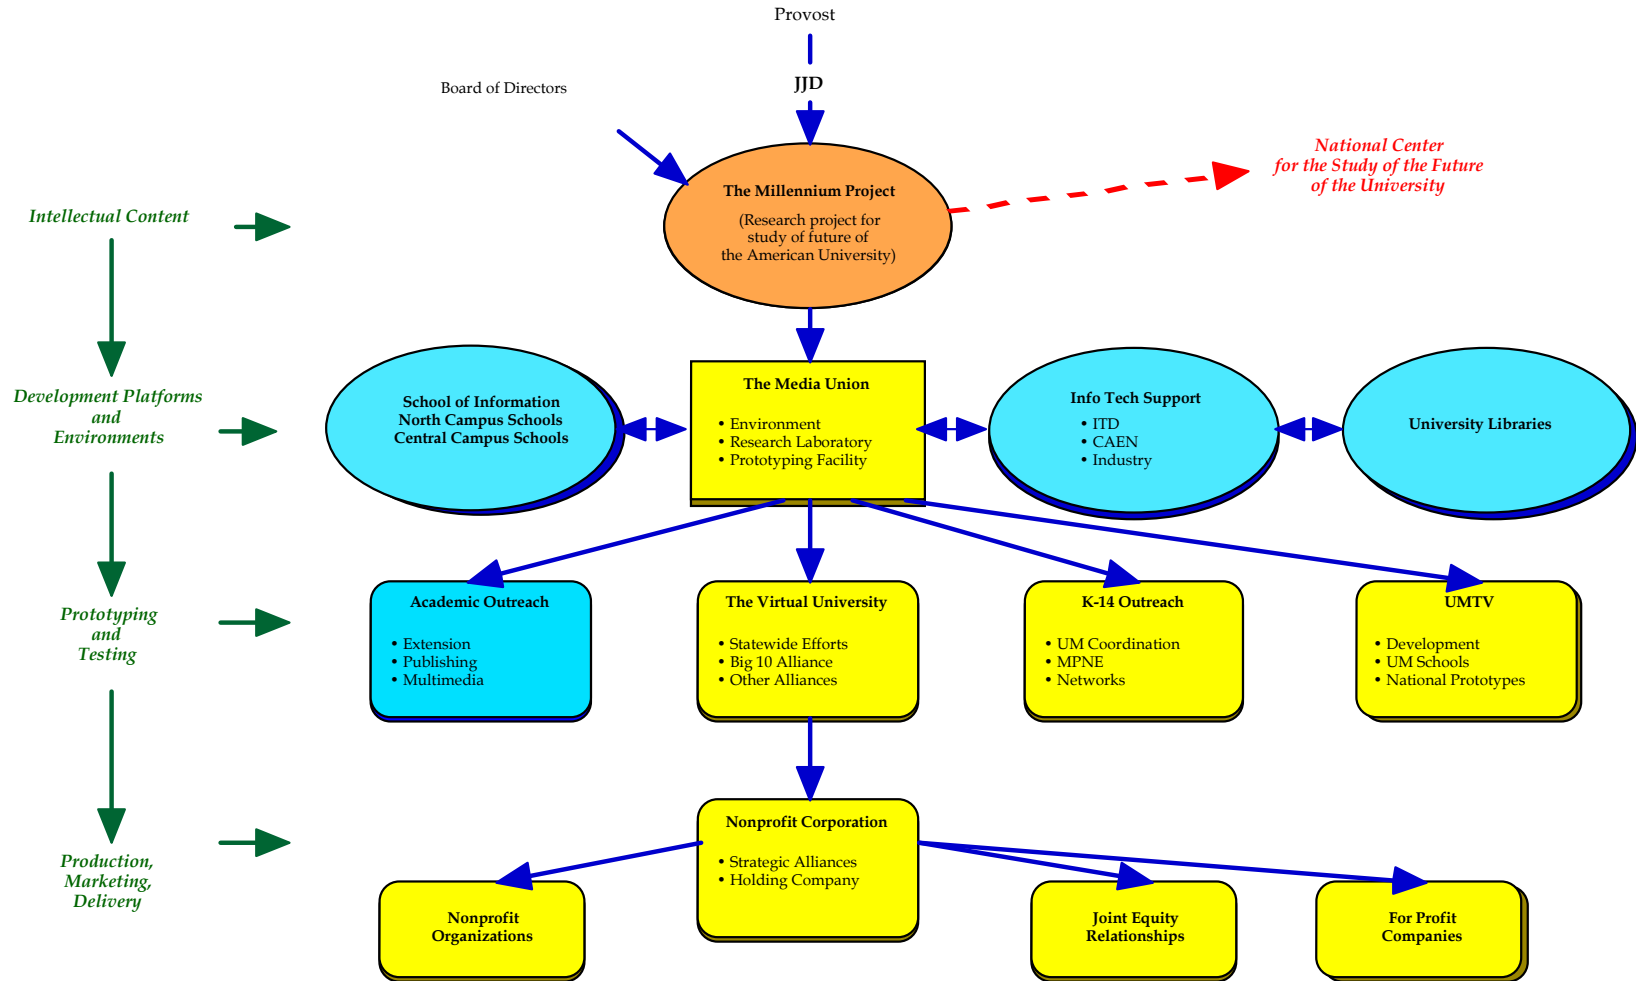 Provost
JJD
Board of Directors
National Center
for the Study of the Future
of the University
The Millennium Project
(Research project for
study of future of
the American University)
Intellectual Content
Development Platforms
and
Environments
School of Information
North Campus Schools
Central Campus Schools
The Media Union
• Environment
• Research Laboratory
• Prototyping Facility
Info Tech Support
• ITD
• CAEN
• Industry
University Libraries
Prototyping
and
Testing
Academic Outreach
• Extension
• Publishing
• Multimedia
The Virtual University
• Statewide Efforts
• Big 10 Alliance
• Other Alliances
K-14 Outreach
• UM Coordination
• MPNE
• Networks
UMTV
• Development
• UM Schools
• National Prototypes
Production,
Marketing,
Delivery
Nonprofit Corporation
• Strategic Alliances
• Holding Company
Nonprofit
Organizations
Joint Equity
Relationships
For Profit
Companies